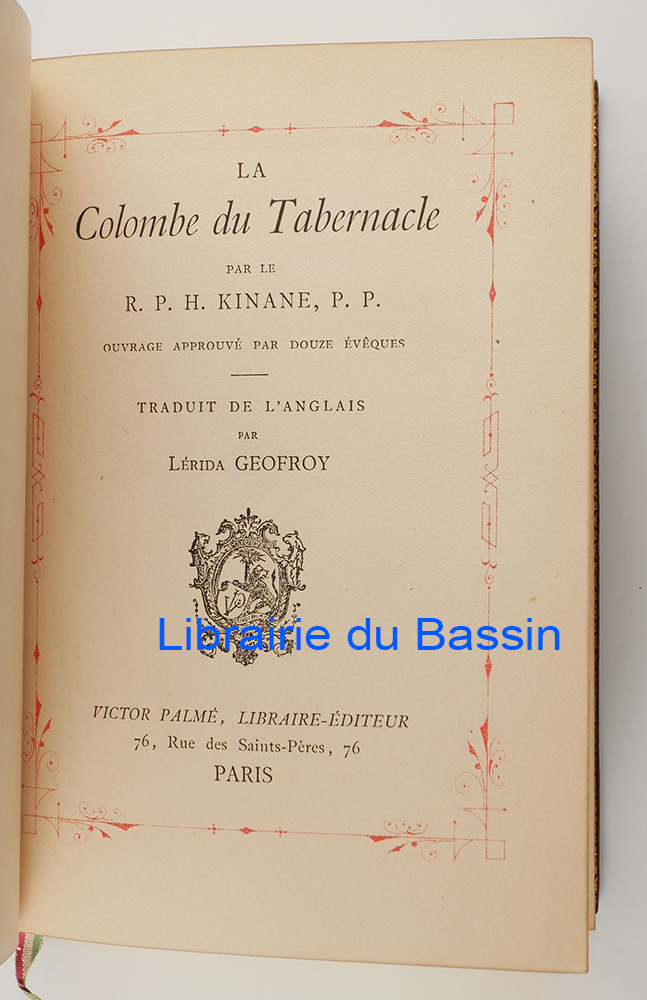 LA
Colombe du Tabernacle
PAR LE
R. P. H. KINANE, P. P.
OUVRAGE APPROUVÉ PAR DOUZE ÉVÊQUES
TRADUIT DE L'ANGLAIS
PAR
LÉRIDA GEOFROY
VP
Librairie du Bassin
VICTOR PALMÉ, LIBRAIRE-ÉDITEUR
76, Rue des Saints-Pères, 76
PARIS